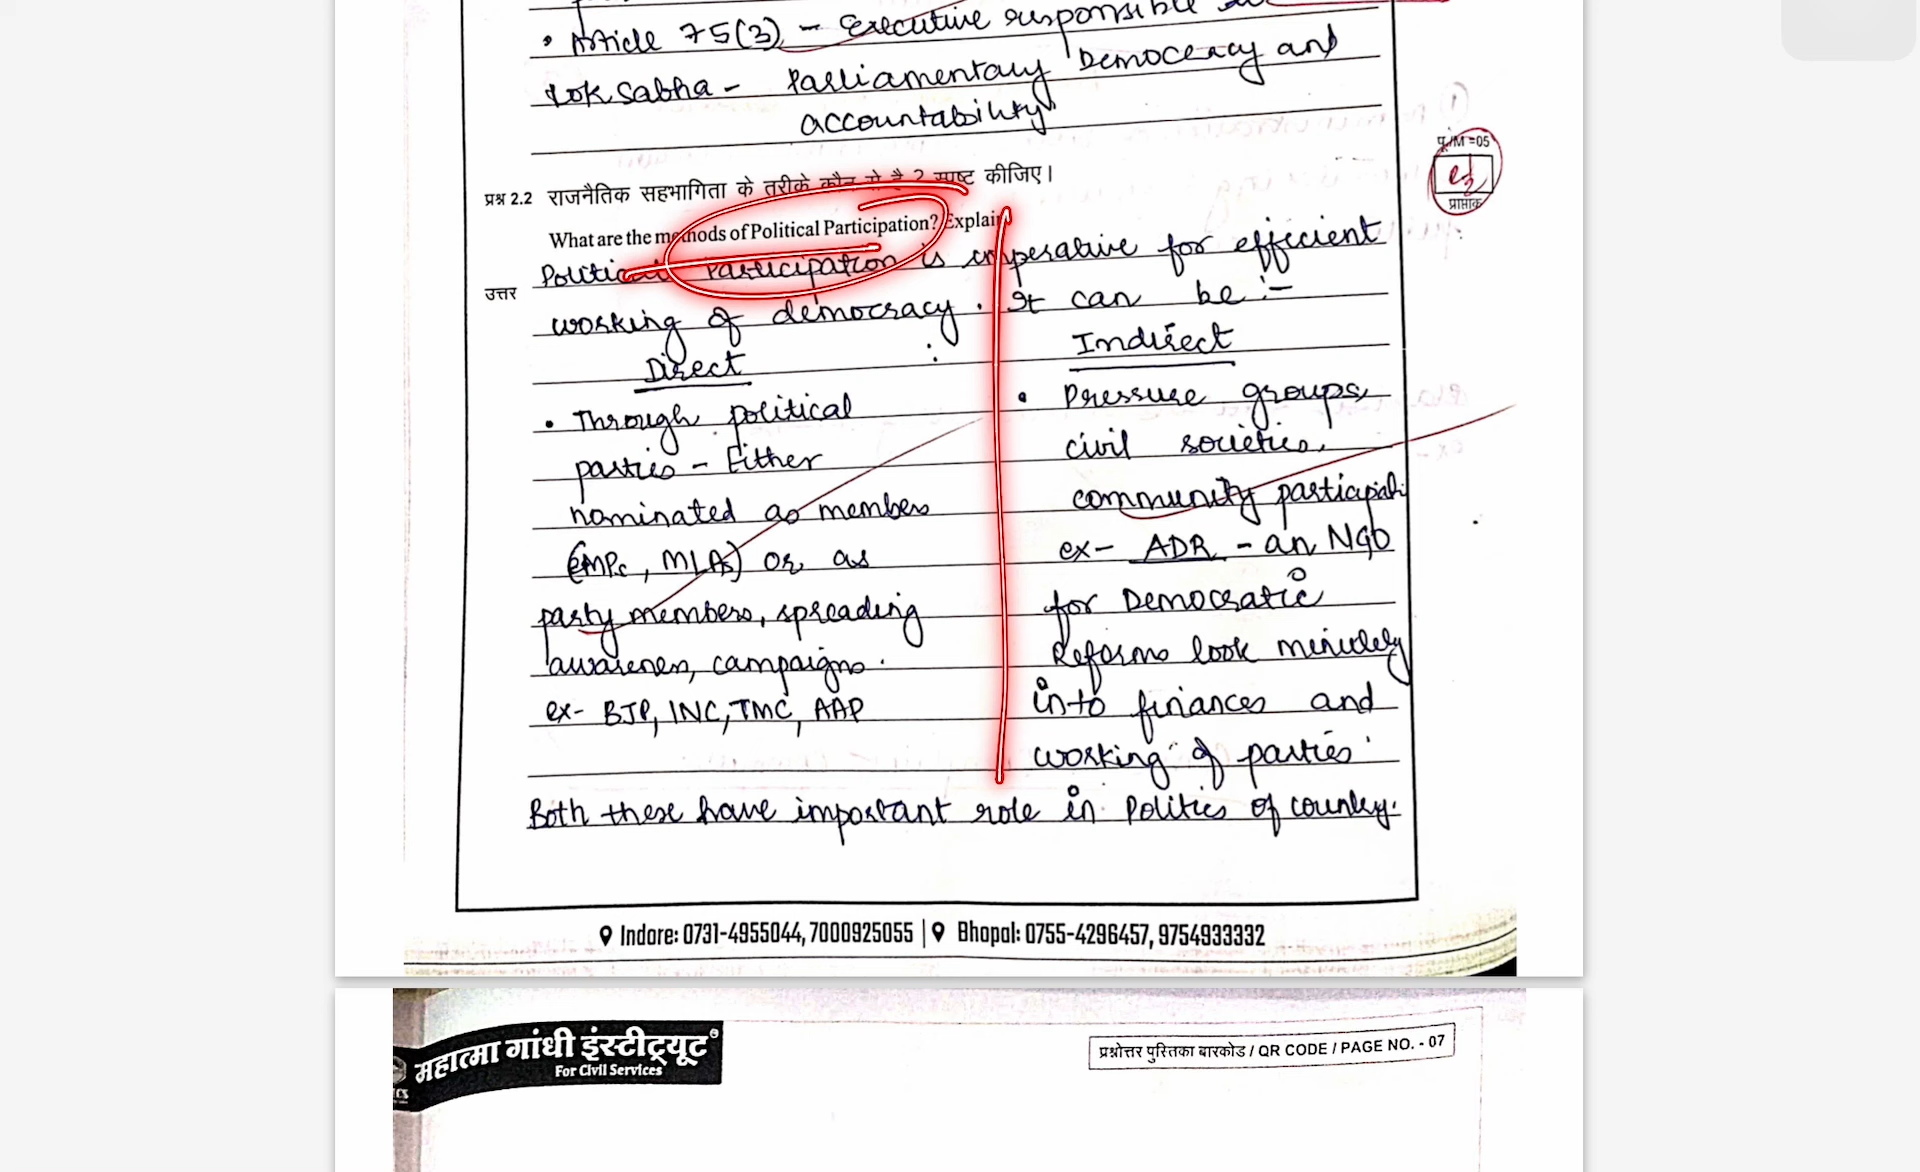 • Article 75(3) - Executive responsible
Lok Sabha - Parliamentary Democracy and
accountability
पू./M =05
प्राप्तांक
प्रश्न 2.2 राजनैतिक सहभागिता के तरीके कौन से है ? स्पष्ट कीजिए।
What are the methods of Political Participation? Explain
उत्तर
Political Participation is imperative for efficient
working of democracy. It can be :-
Direct
• Through political
parties - Either
nominated as members
(MPs, MLAs) or as
party members, spreading
awareness, campaigns.
ex- BJP, INC, TMC, AAP
Indirect
• Pressure groups,
civil societies,
community participati
ex- ADR - an NGO
for Democratic
Reforms look minutely
into finances and
working of parties
Both these have important role in Politics of country.
Indore: 0731-4955044, 7000925055 | Bhopal: 0755-4296457, 9754933332
महात्मा गांधी इंस्टीट्यूट
For Civil Services
प्रश्नोत्तर पुस्तिका बारकोड / QR CODE / PAGE NO. - 07